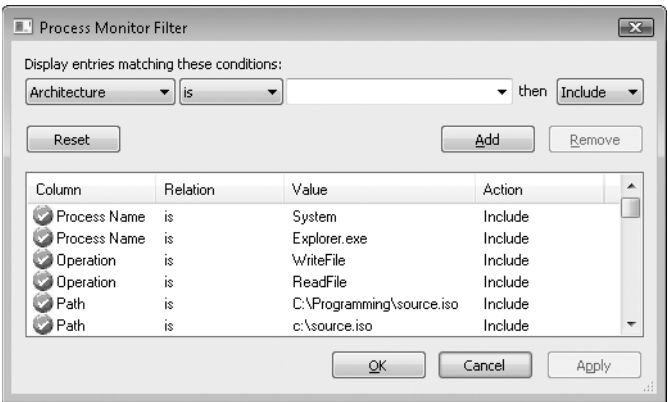 Process Monitor Filter
Display entries matching these conditions:
Architecture is then Include
Reset Add Remove
Column Relation Value Action
Process Name is System Include
Process Name is Explorer.exe Include
Operation is WriteFile Include
Operation is ReadFile Include
Path is C:\Programming\source.iso Include
Path is c:\source.iso Include
OK Cancel Apply